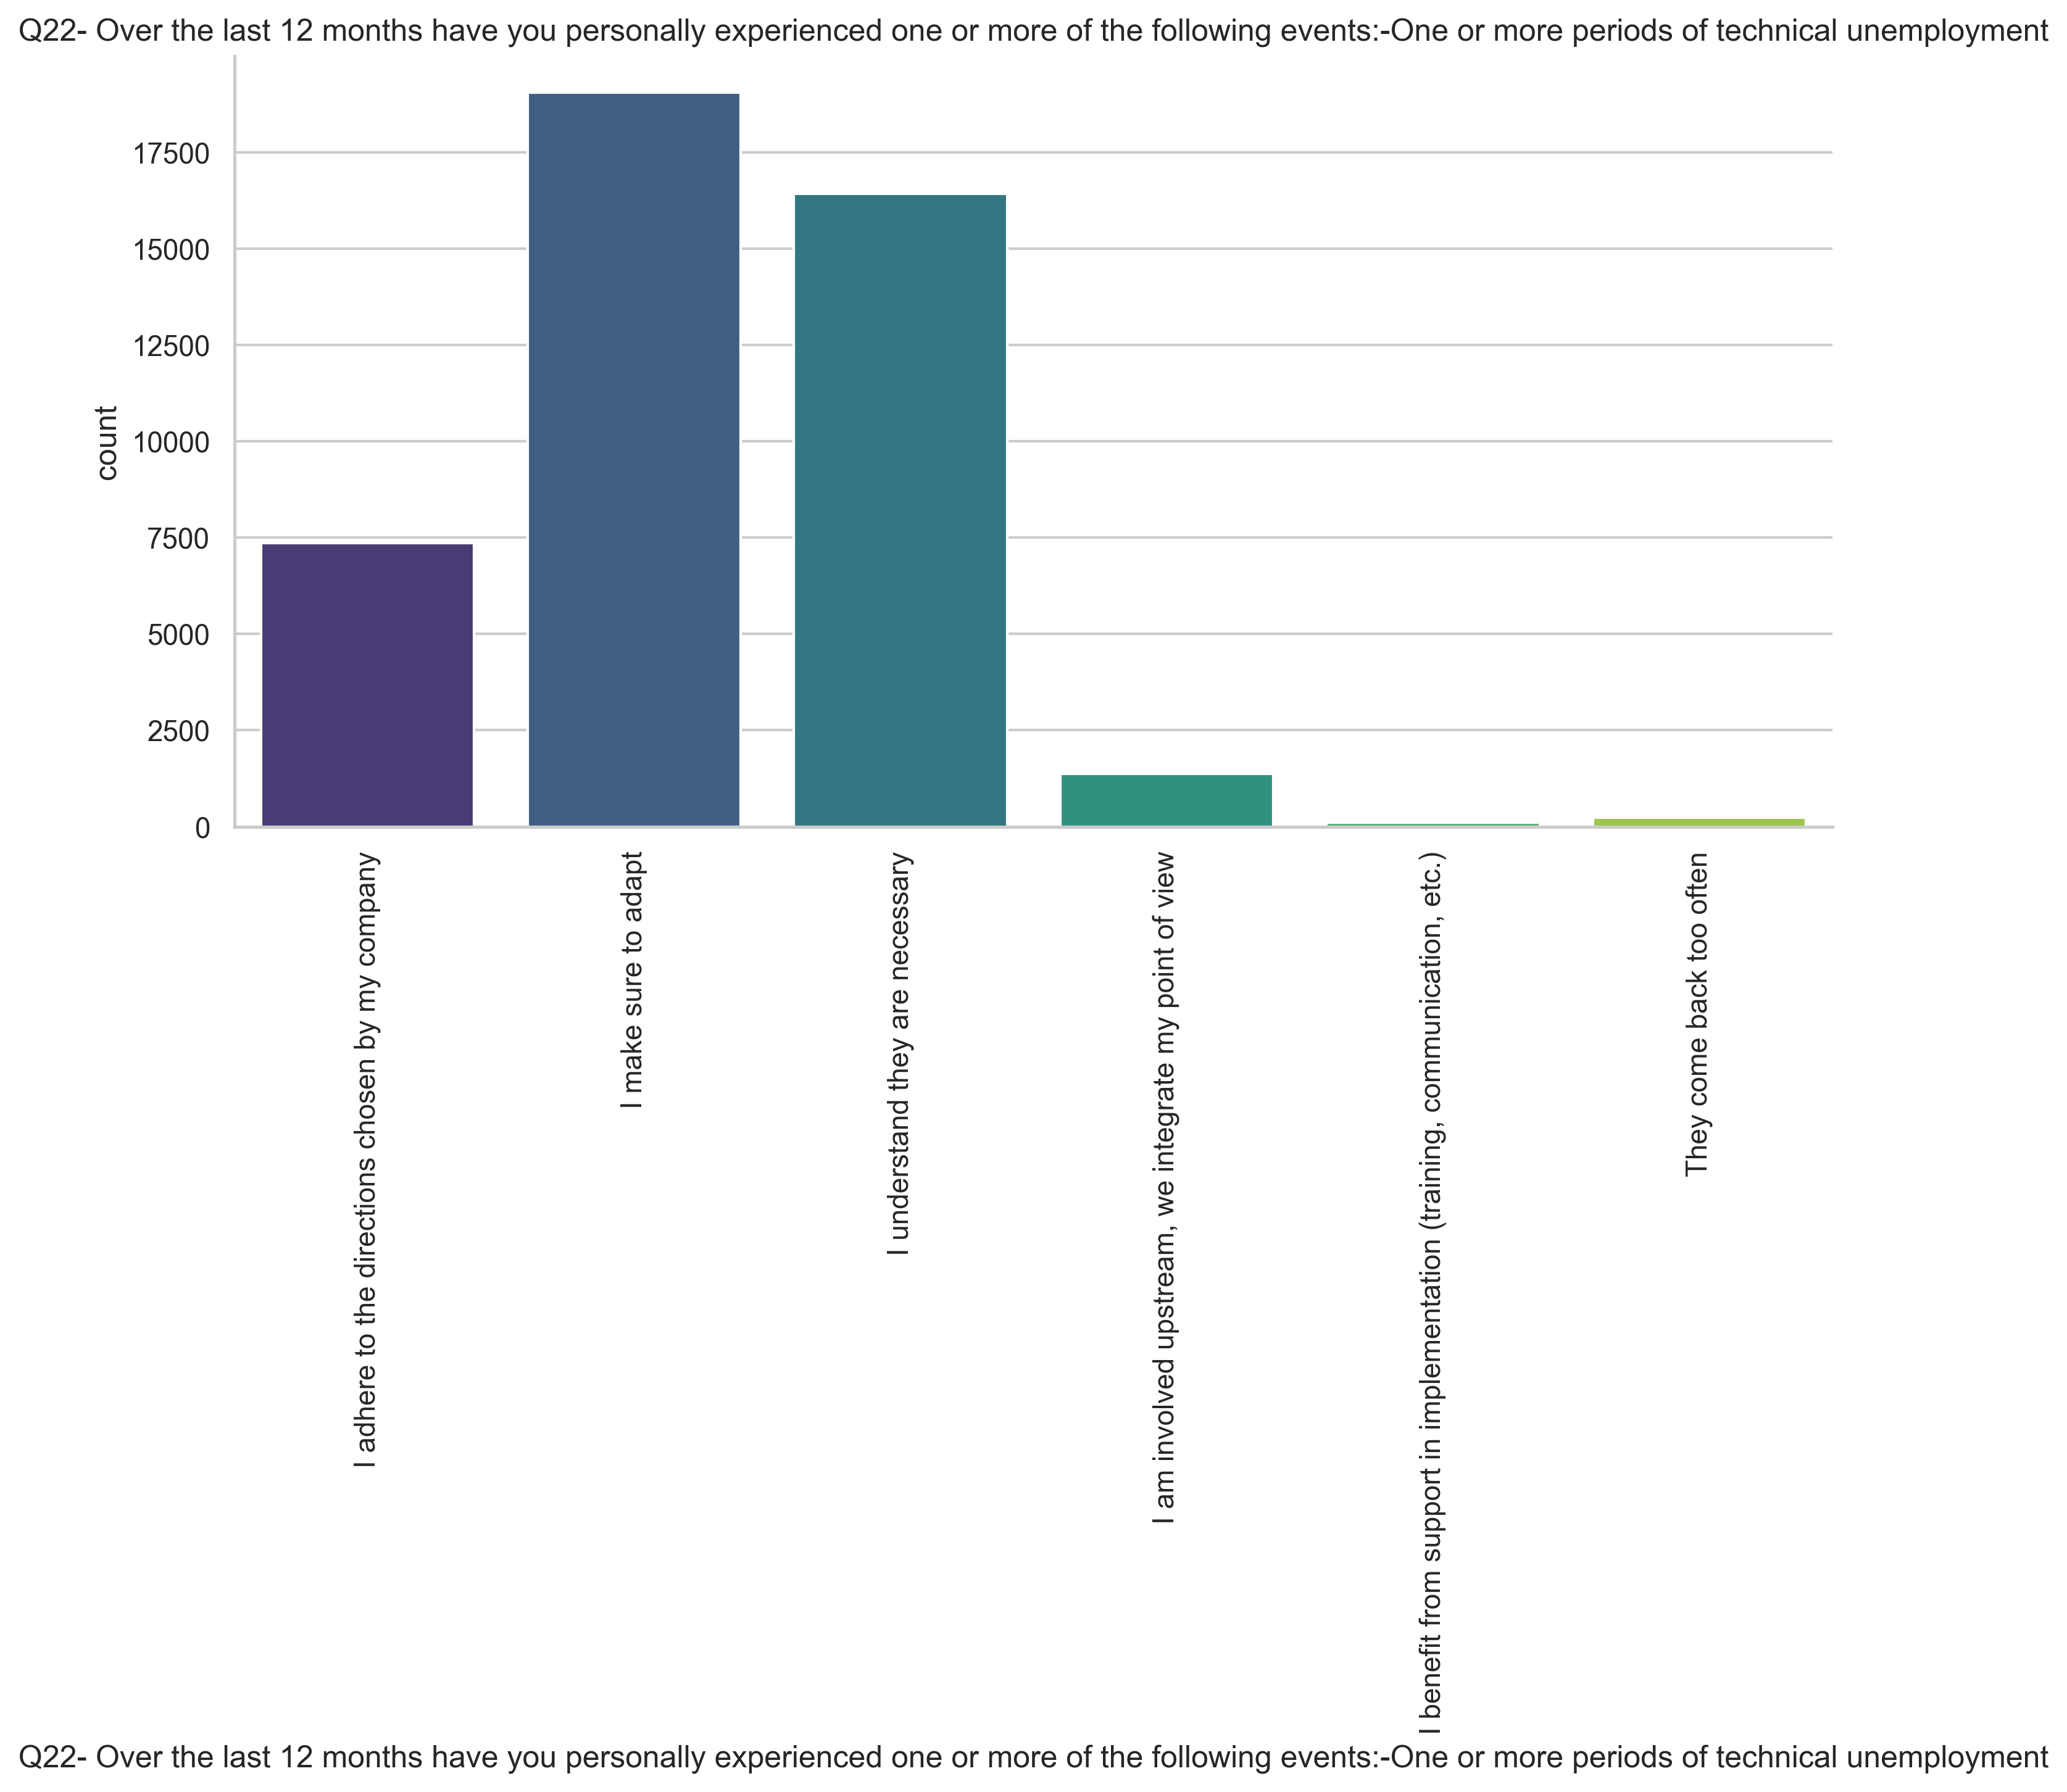 Q22- Over the last 12 months have you personally experienced one or more of the following events:-One or more periods of technical unemployment
count
17500
15000
12500
10000
7500
5000
2500
0
I adhere to the directions chosen by my company
I make sure to adapt
I understand they are necessary
I am involved upstream, we integrate my point of view
I benefit from support in implementation (training, communication, etc.)
They come back too often
Q22- Over the last 12 months have you personally experienced one or more of the following events:-One or more periods of technical unemployment